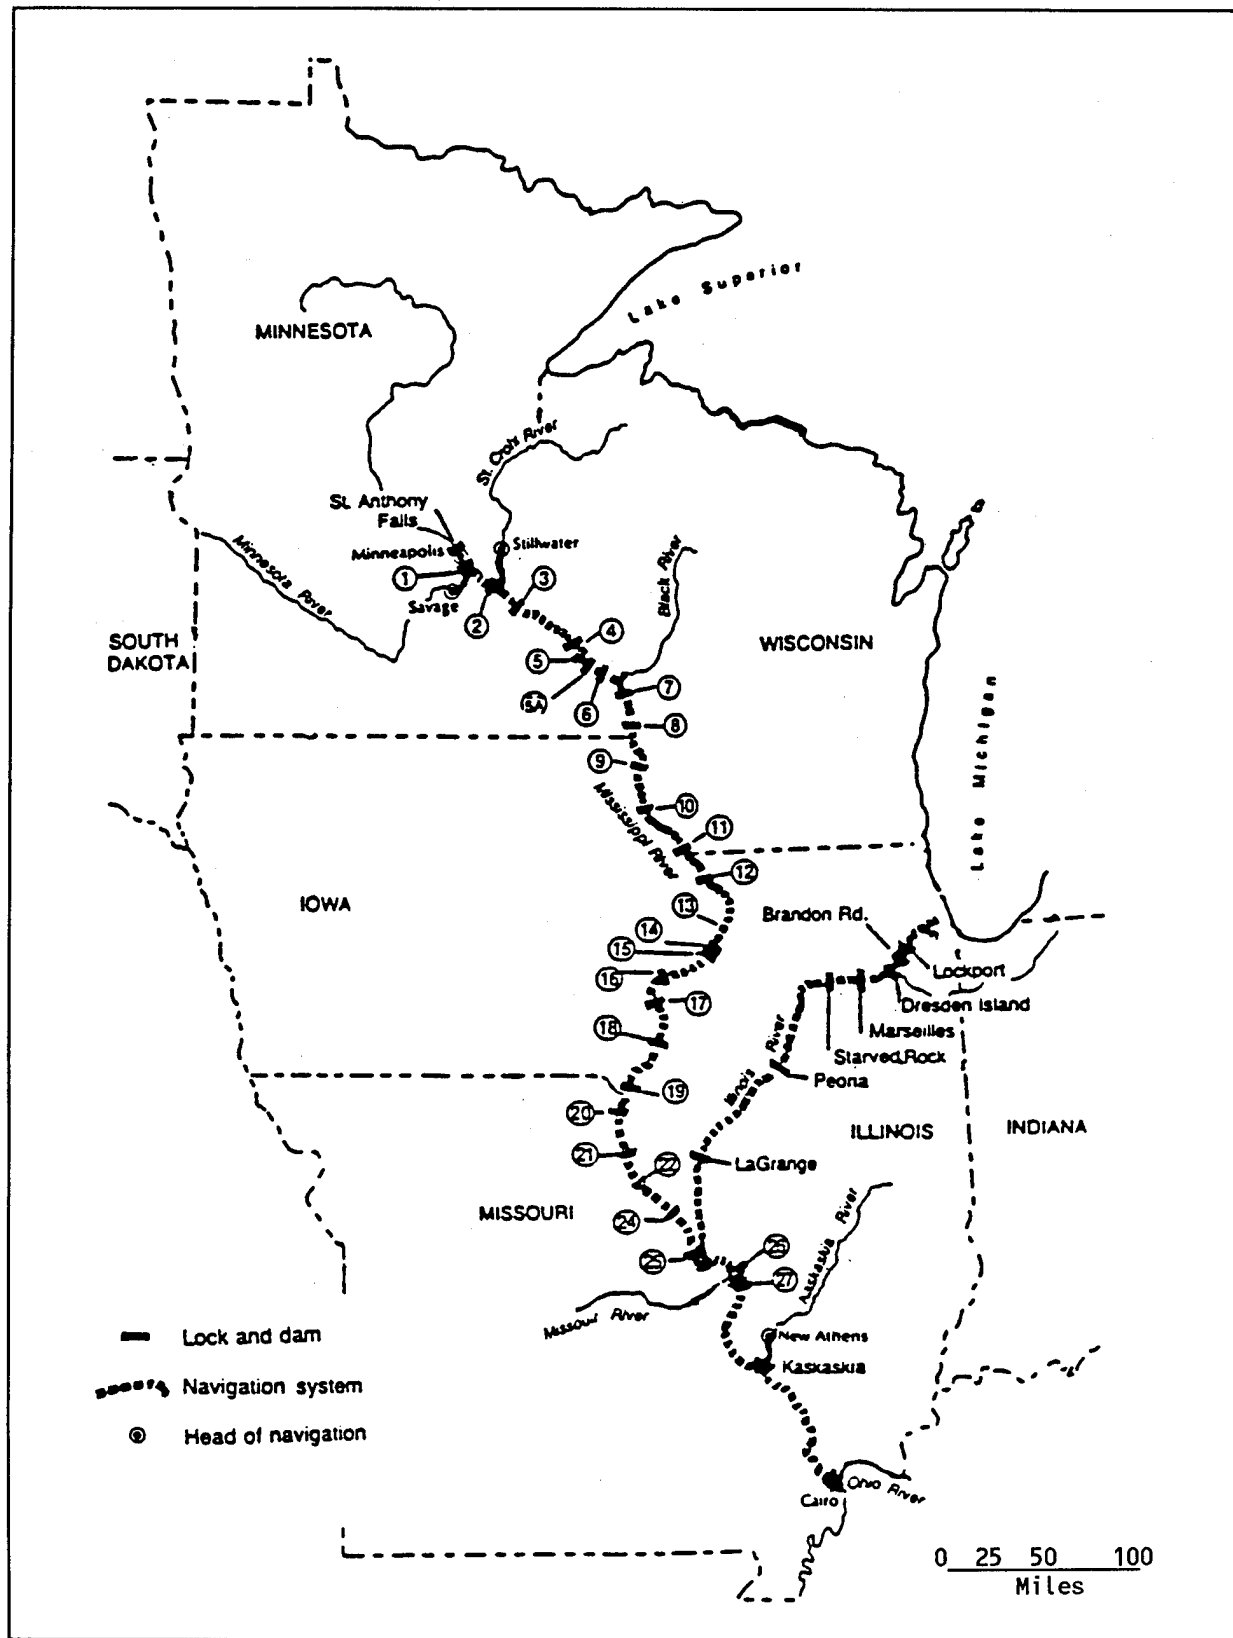 Lake Superior
MINNESOTA
St. Croix River
St. Anthony
Falls
Minneapolis
Stillwater
Minnesota River
1
Savage
2
3
Black River
4
5
5A
6
7
8
SOUTH
DAKOTA
WISCONSIN
Lake Michigan
9
Mississippi River
10
11
12
IOWA
13
14
15
16
17
18
Brandon Rd.
Lockport
Dresden Island
Marseilles
Starved Rock
Illinois River
Peoria
19
20
21
22
ILLINOIS
INDIANA
LaGrange
MISSOURI
24
25
26
27
Kaskaskia River
Missouri River
New Athens
Kaskaskia
Lock and dam
Navigation system
Head of navigation
Ohio River
Cairo
0 25 50 100
Miles